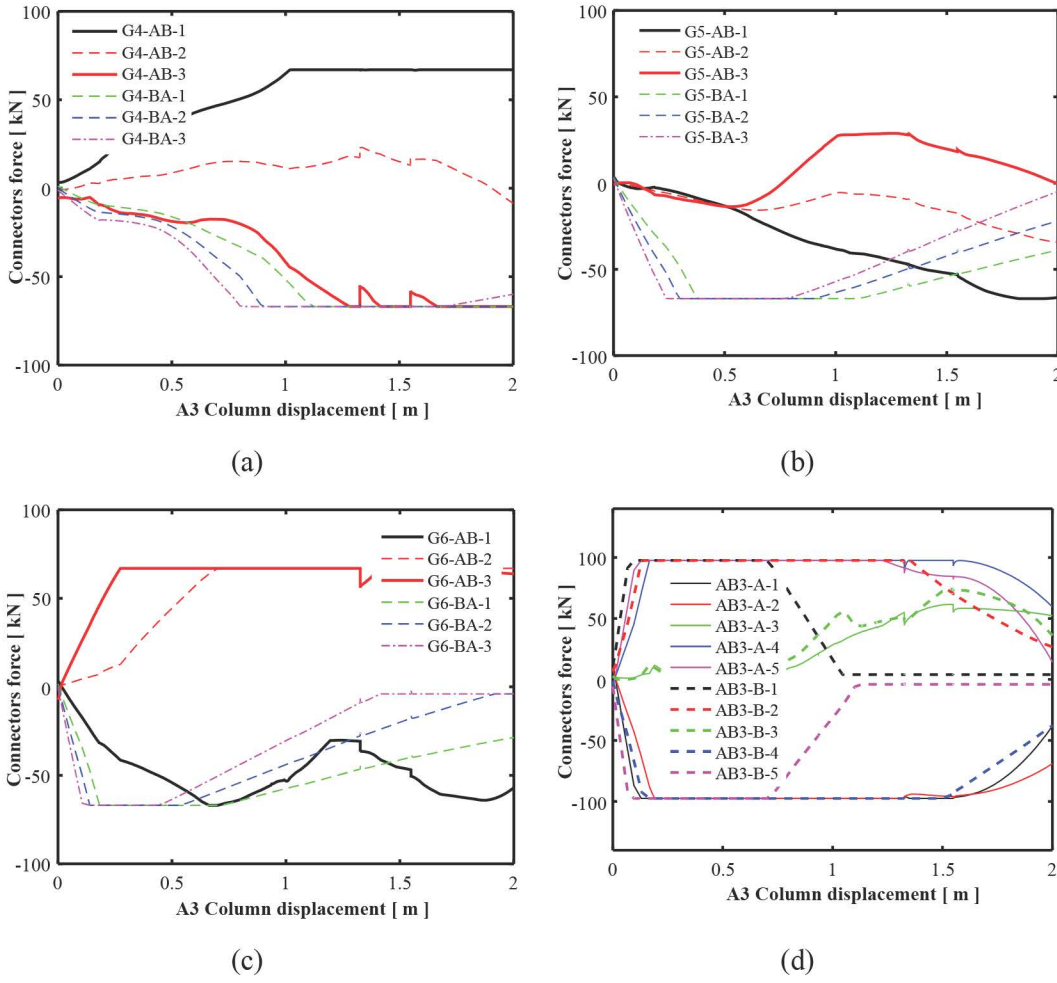 100
50
0
-50
-100
Connectors force [ kN ]
G4-AB-1
G4-AB-2
G4-AB-3
G4-BA-1
G4-BA-2
G4-BA-3
0 0.5 1 1.5 2
A3 Column displacement [ m ]
(a)
100
50
0
-50
-100
Connectors force [ kN ]
G5-AB-1
G5-AB-2
G5-AB-3
G5-BA-1
G5-BA-2
G5-BA-3
0 0.5 1 1.5 2
A3 Column displacement [ m ]
(b)
100
50
0
-50
-100
Connectors force [ kN ]
G6-AB-1
G6-AB-2
G6-AB-3
G6-BA-1
G6-BA-2
G6-BA-3
0 0.5 1 1.5 2
A3 Column displacement [ m ]
(c)
100
50
0
-50
-100
Connectors force [ kN ]
AB3-A-1
AB3-A-2
AB3-A-3
AB3-A-4
AB3-A-5
AB3-B-1
AB3-B-2
AB3-B-3
AB3-B-4
AB3-B-5
0 0.5 1 1.5 2
A3 Column displacement [ m ]
(d)